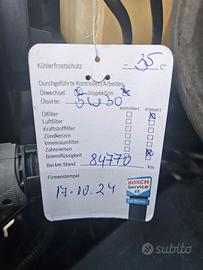 Kühlerfrostschutz - 35 °C
Durchgeführte Kontrollen/Arbeiten:
Ölwechsel Inspektion
Ölsorte: 5W30
kontrolliert erneuert
Ölfilter
Luftfilter
Kraftstofffilter
Zündkerzen
Innenraumfilter
Zahnriemen
Bremsflüssigkeit
Bei km-Stand 84770 km
Firmenstempel
BOSCH
Service
17.10.24
subito